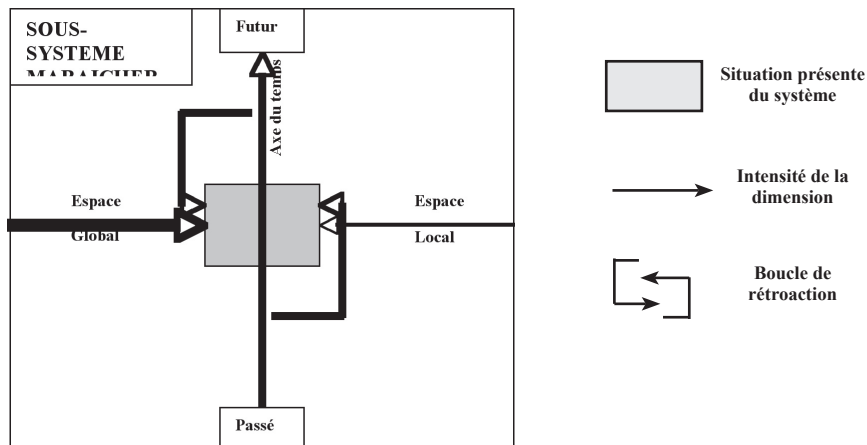 SOUS-
SYSTEME
MARAICHER
Futur
Axe du temps
Espace
Global
Espace
Local
Passé
Situation présente
du système
Intensité de la
dimension
Boucle de
rétroaction